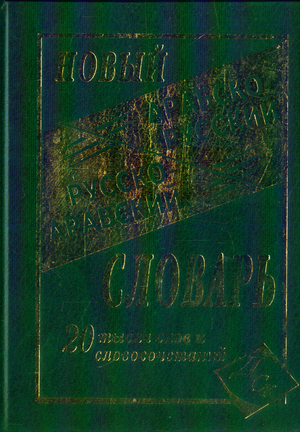 НОВЫЙ
АРАБСКО
РУССКИЙ
РУССКО
АРАБСКИЙ
СЛОВАРЬ
20 тысяч слов и
словосочетаний